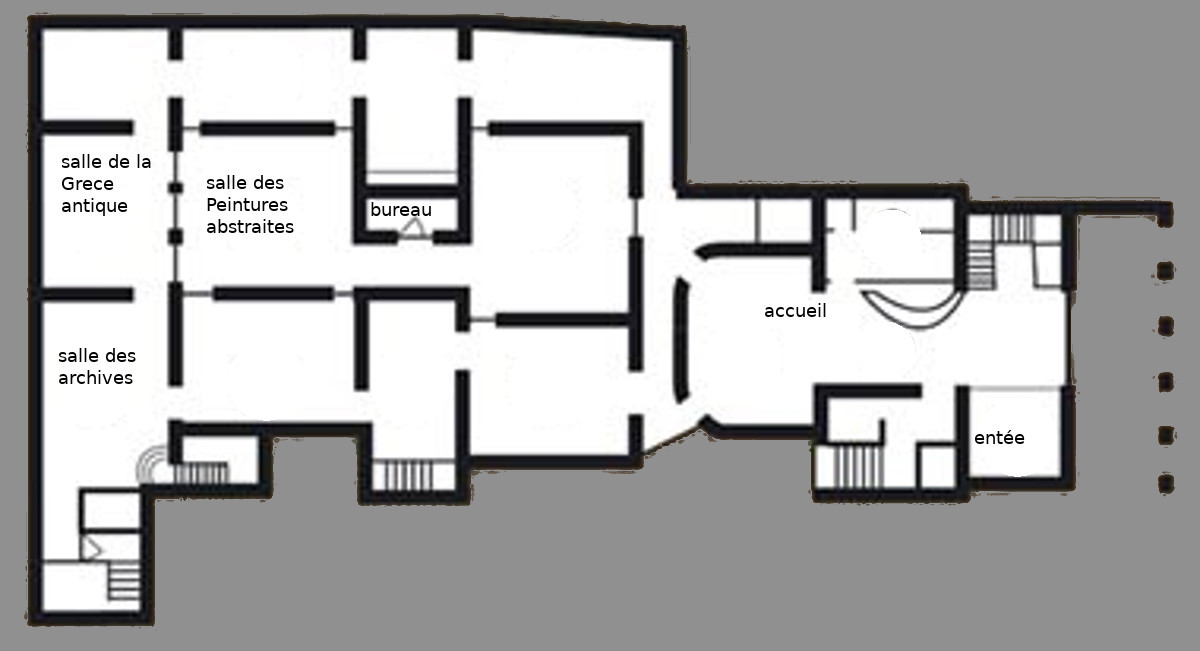 salle de la
Grece
antique
salle des
Peintures
abstraites
bureau
accueil
salle des
archives
entée